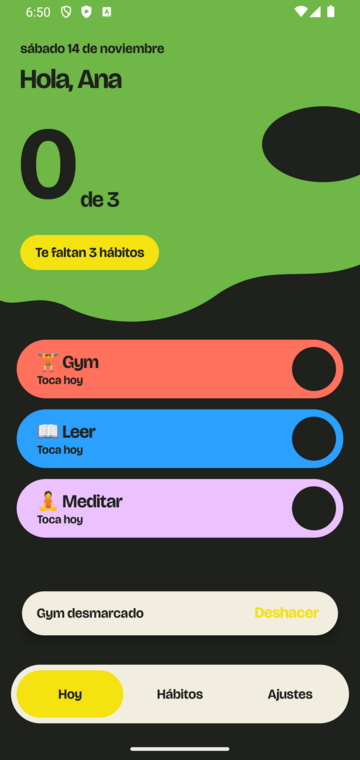 6:50
sábado 14 de noviembre
Hola, Ana
0 de 3
Te faltan 3 hábitos
Gym
Toca hoy
Leer
Toca hoy
Meditar
Toca hoy
Gym desmarcado Deshacer
Hoy Hábitos Ajustes